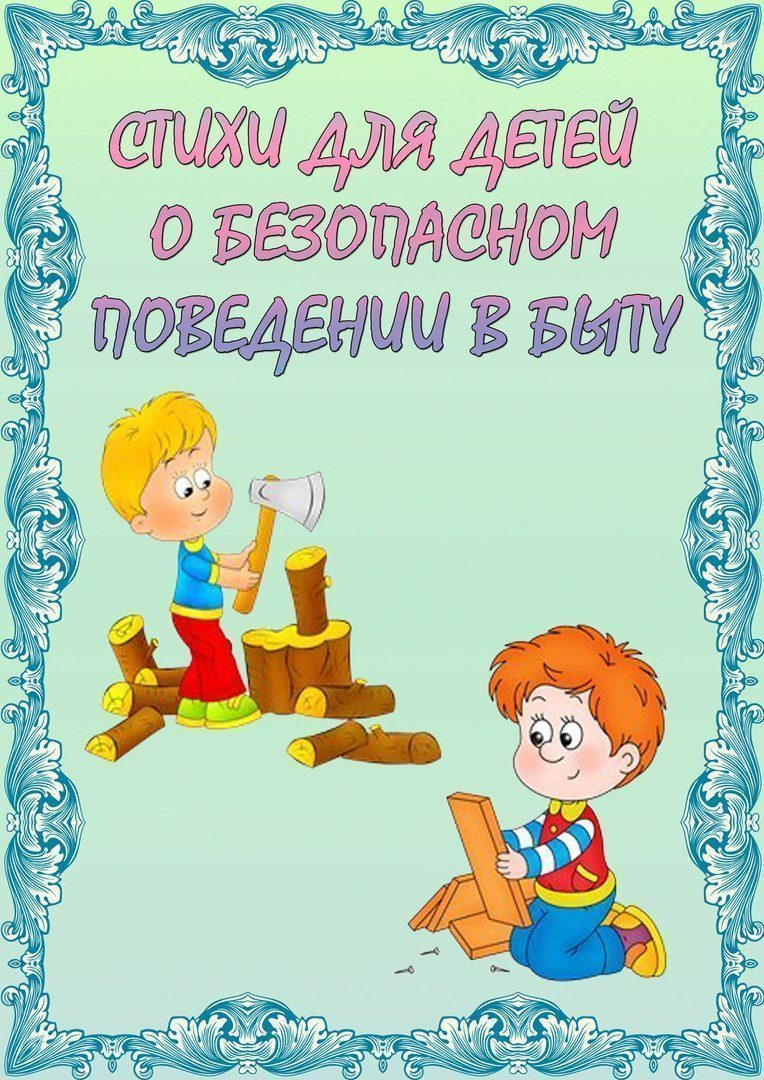 СТИХИ ДЛЯ ДЕТЕЙ
О БЕЗОПАСНОМ
ПОВЕДЕНИИ В БЫТУ